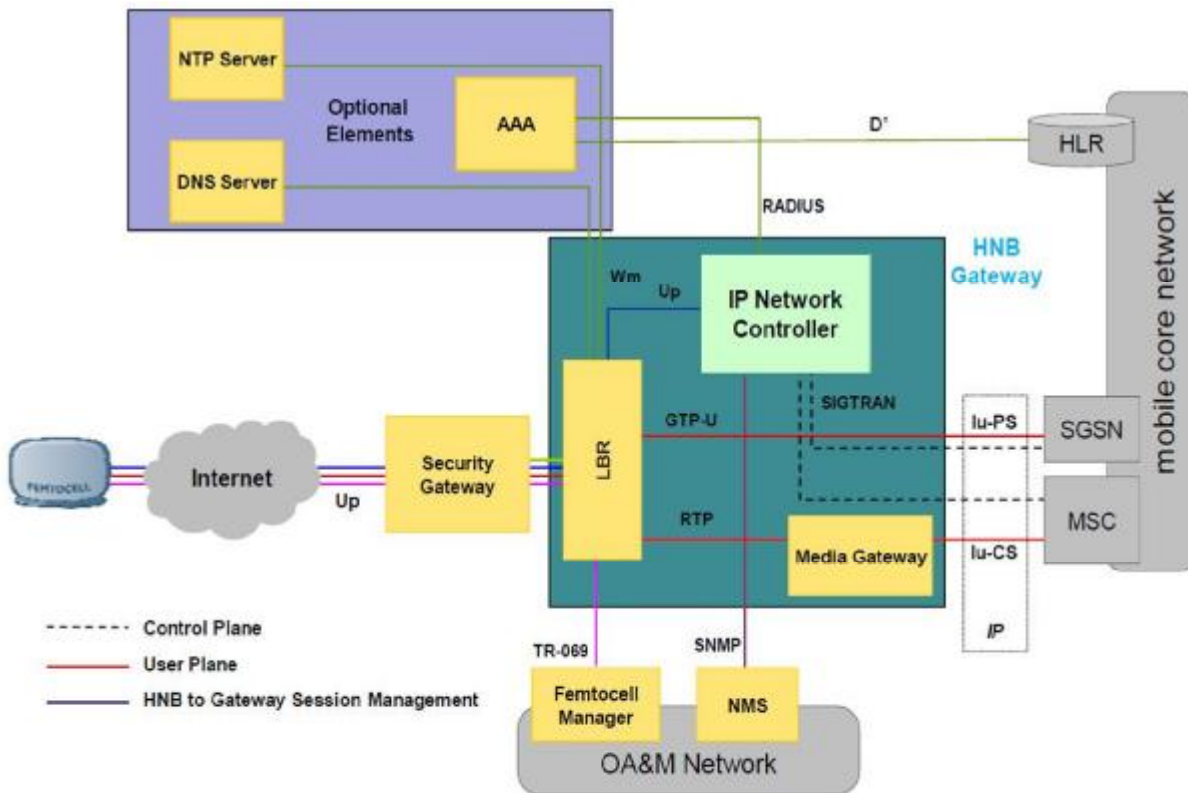 NTP Server
Optional
Elements
AAA
DNS Server
D'
HLR
RADIUS
mobile core network
HNB
Gateway
Wm
Up
IP Network
Controller
SIGTRAN
GTP-U
Iu-PS
SGSN
FEMTOCELL
Internet
Up
Security
Gateway
LBR
RTP
Media Gateway
Iu-CS
MSC
IP
Control Plane
User Plane
HNB to Gateway Session Management
TR-069
SNMP
Femtocell
Manager
NMS
OA&M Network